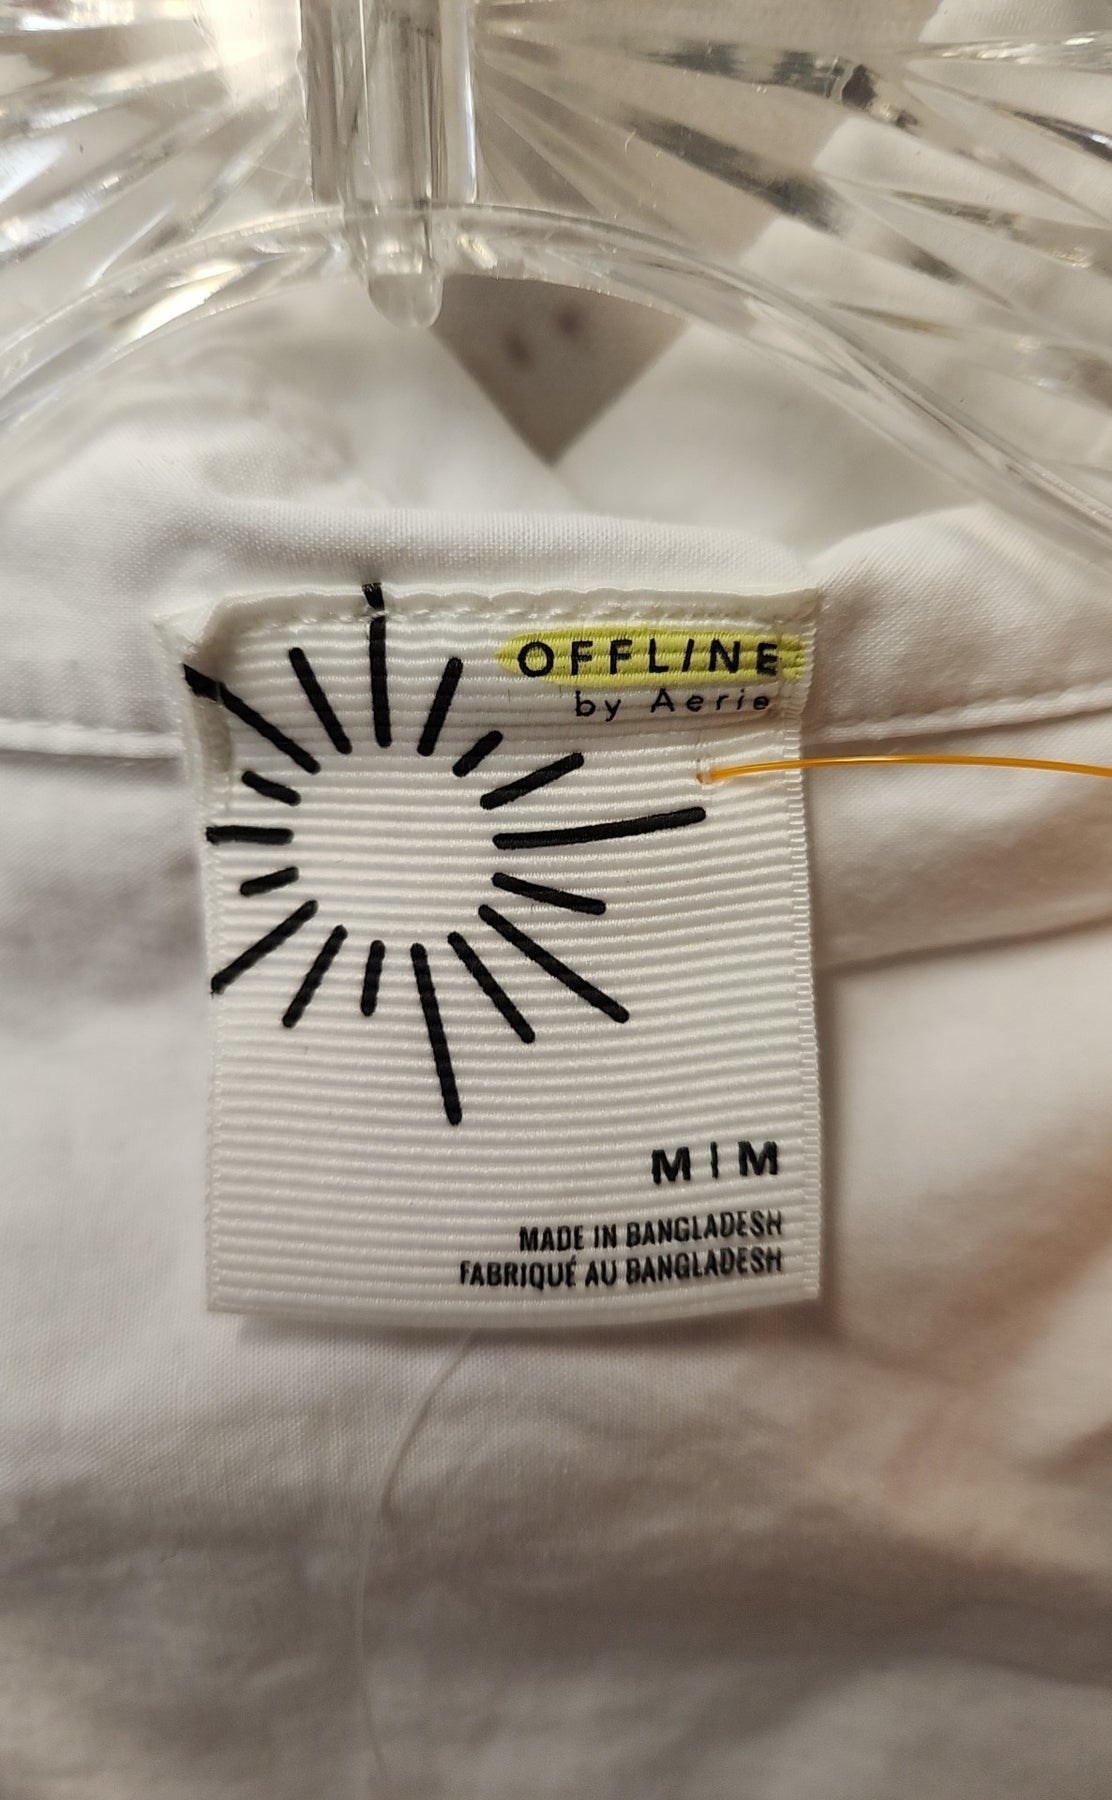 OFFLINE
by Aerie
M | M
MADE IN BANGLADESH
FABRIQUÉ AU BANGLADESH